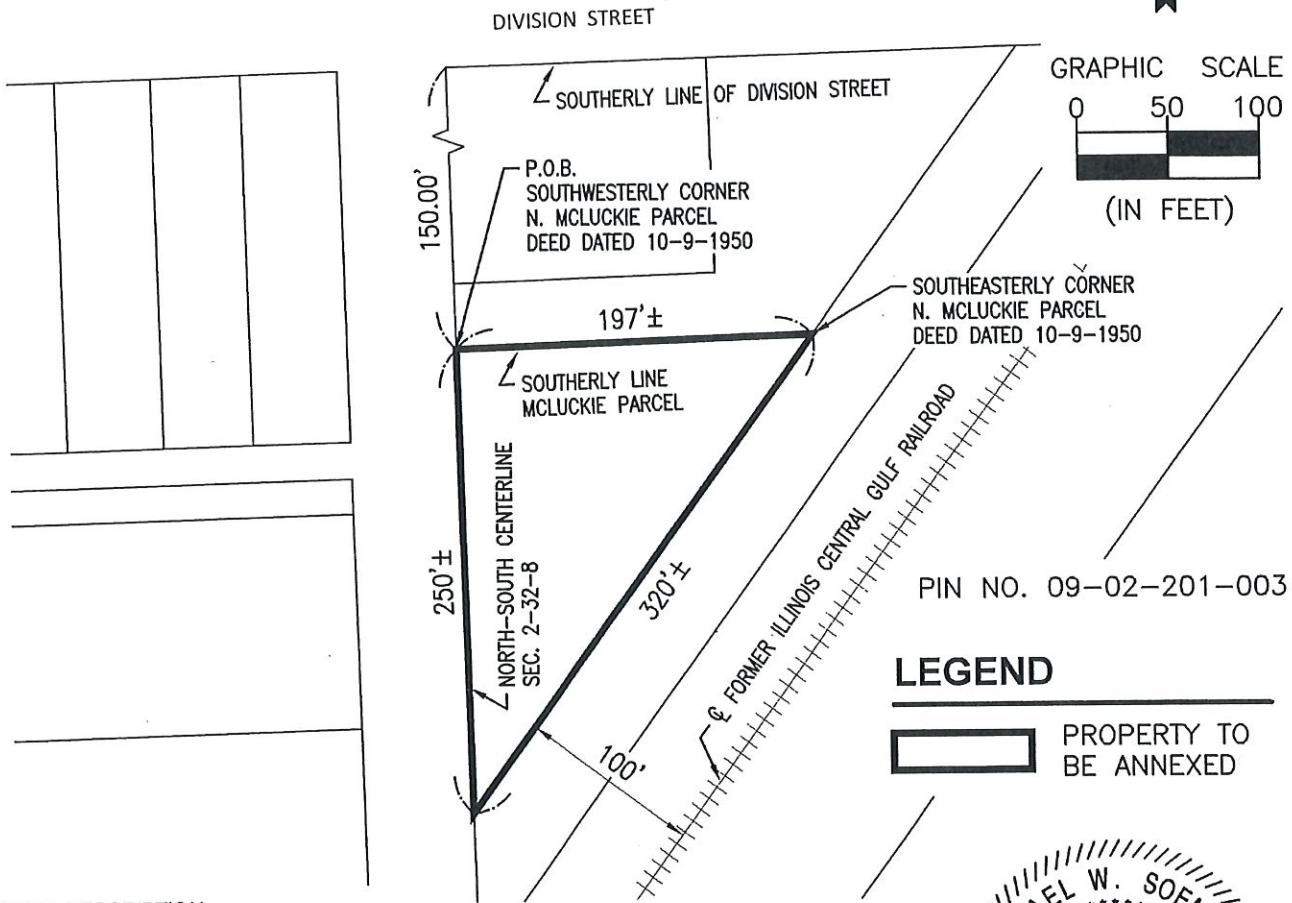 DIVISION STREET
SOUTHERLY LINE OF DIVISION STREET
GRAPHIC SCALE
0 50 100
(IN FEET)
150.00'
P.O.B.
SOUTHWESTERLY CORNER
N. MCLUCKIE PARCEL
DEED DATED 10-9-1950
SOUTHEASTERLY CORNER
N. MCLUCKIE PARCEL
DEED DATED 10-9-1950
197'±
SOUTHERLY LINE
MCLUCKIE PARCEL
250'±
NORTH-SOUTH CENTERLINE
SEC. 2-32-8
320'±
℄ FORMER ILLINOIS CENTRAL GULF RAILROAD
100'
PIN NO. 09-02-201-003
LEGEND
PROPERTY TO
BE ANNEXED
W.